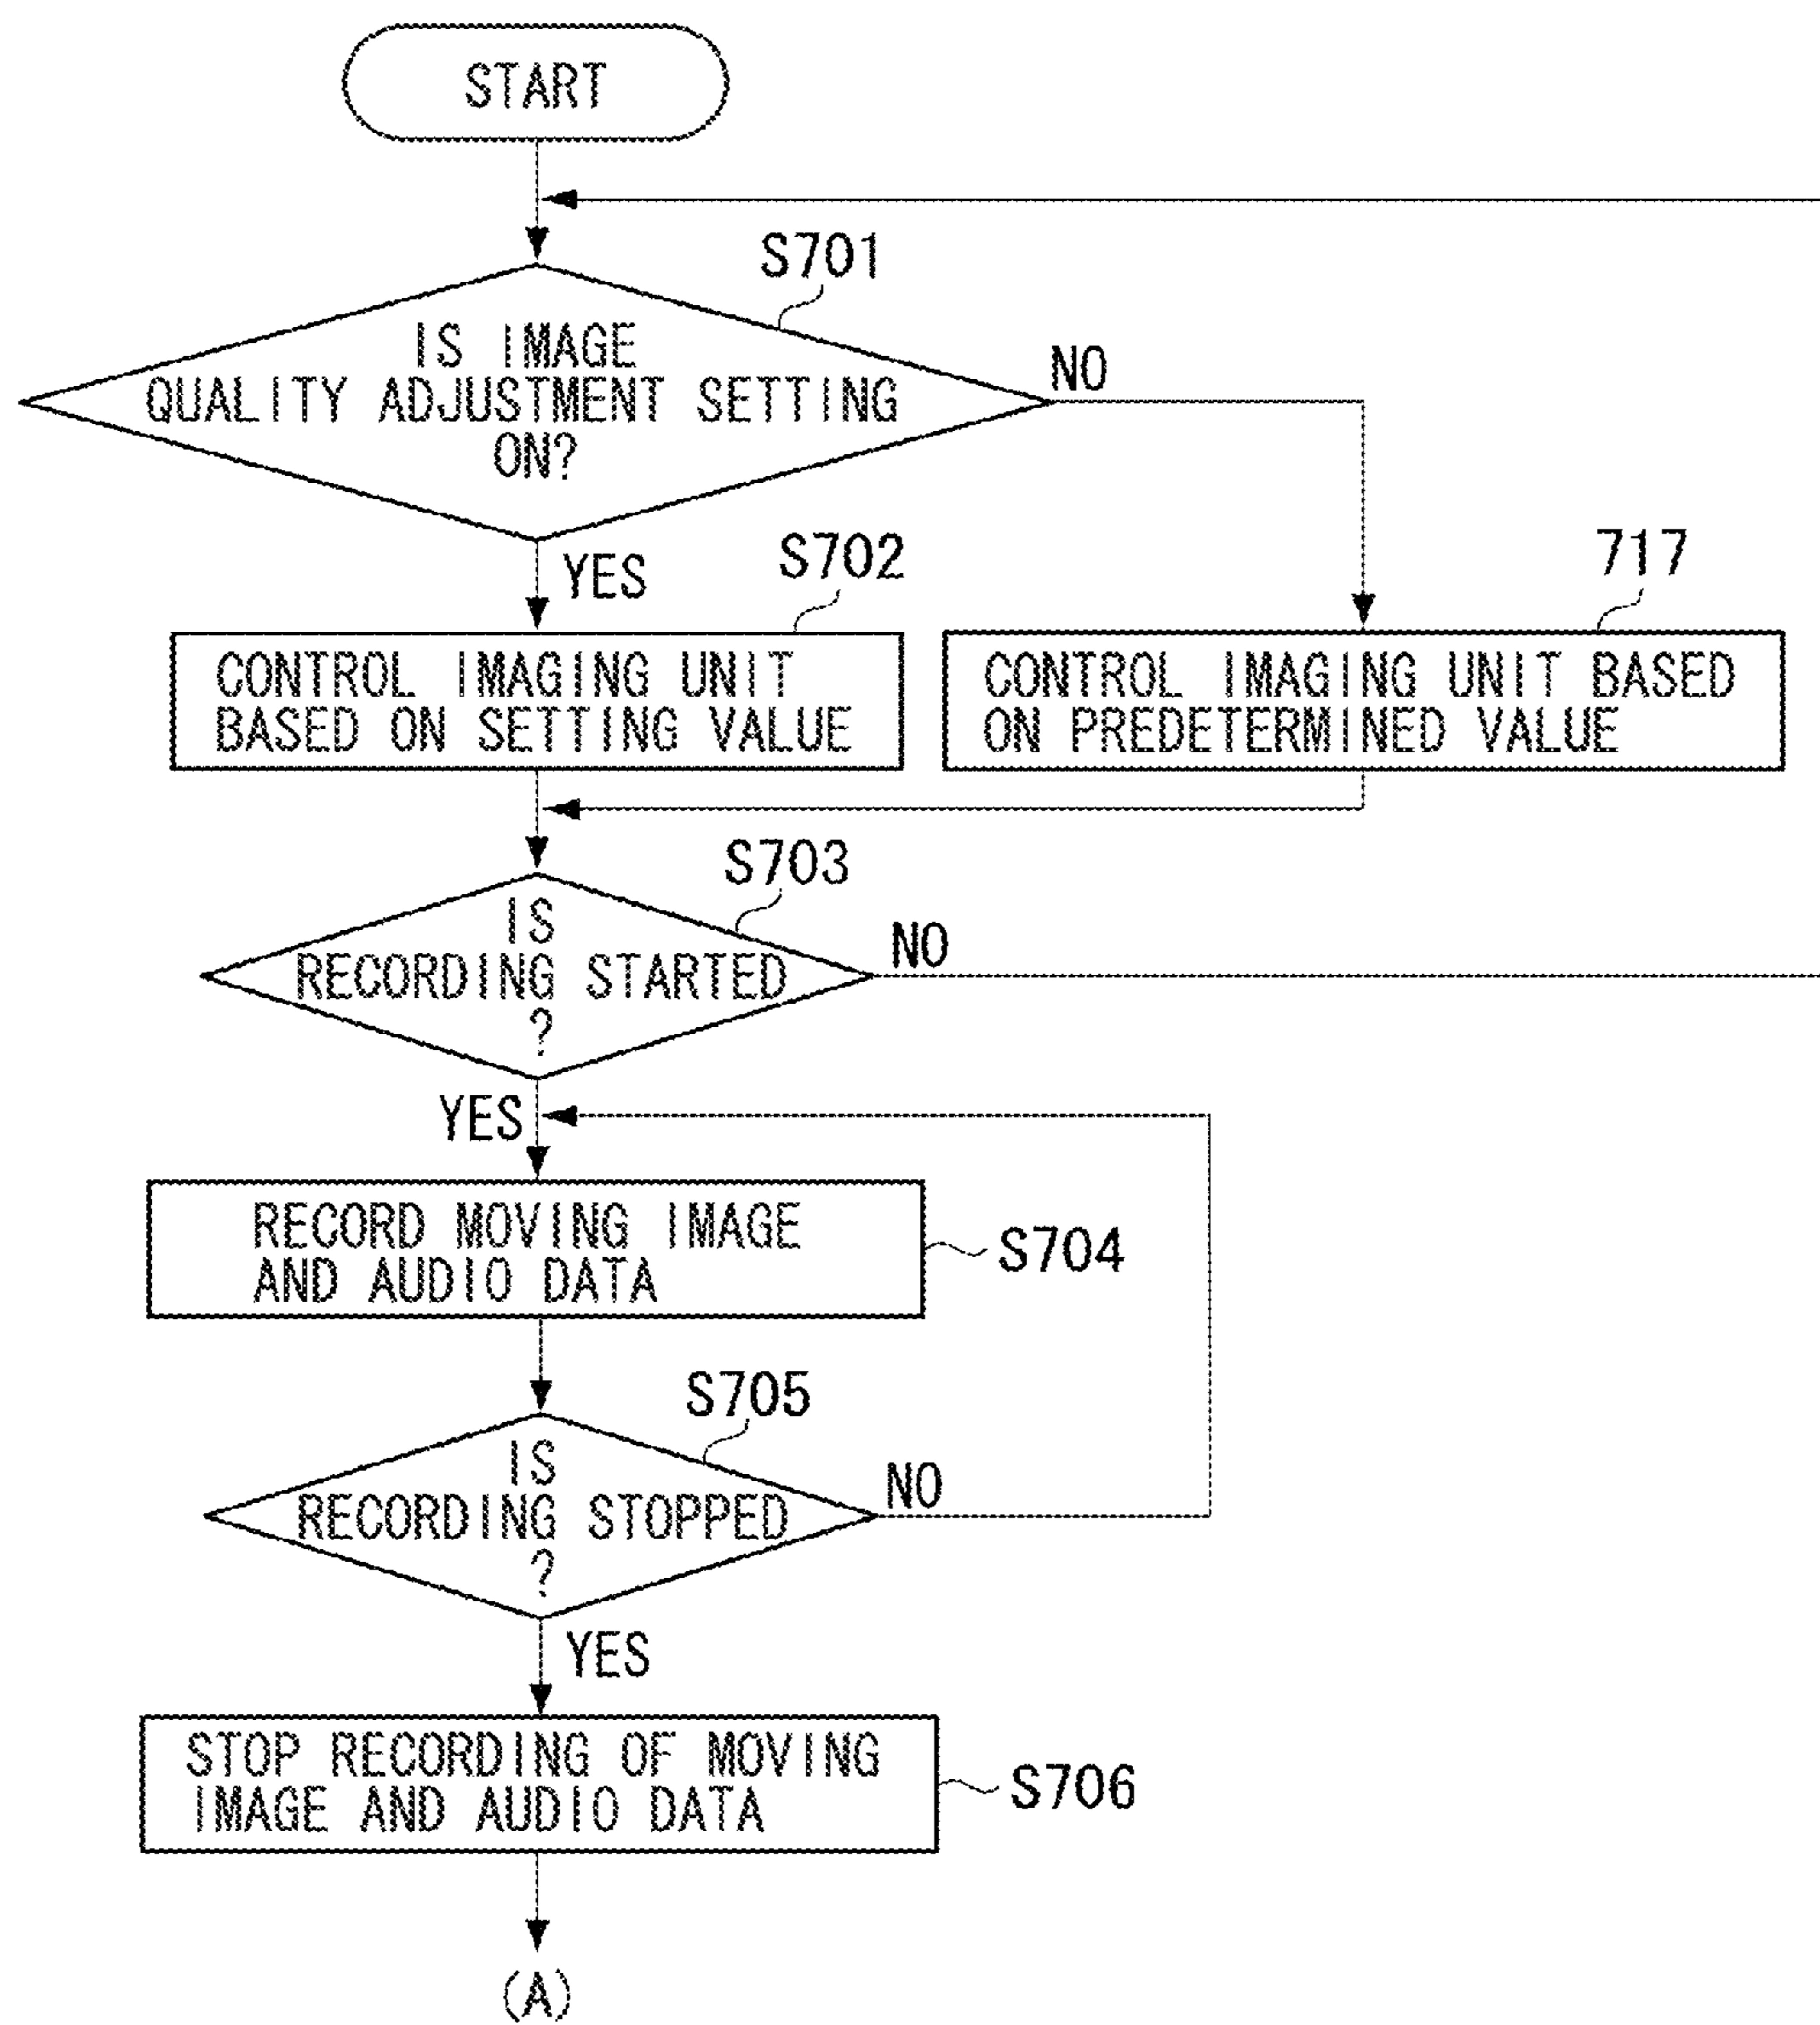 START
S701
IS IMAGE
QUALITY ADJUSTMENT SETTING
ON?
NO
YES
S702
717
CONTROL IMAGING UNIT
BASED ON SETTING VALUE
CONTROL IMAGING UNIT BASED
ON PREDETERMINED VALUE
S703
IS
RECORDING STARTED
?
NO
YES
RECORD MOVING IMAGE
AND AUDIO DATA
S704
S705
IS
RECORDING STOPPED
?
NO
YES
STOP RECORDING OF MOVING
IMAGE AND AUDIO DATA
S706
(A)